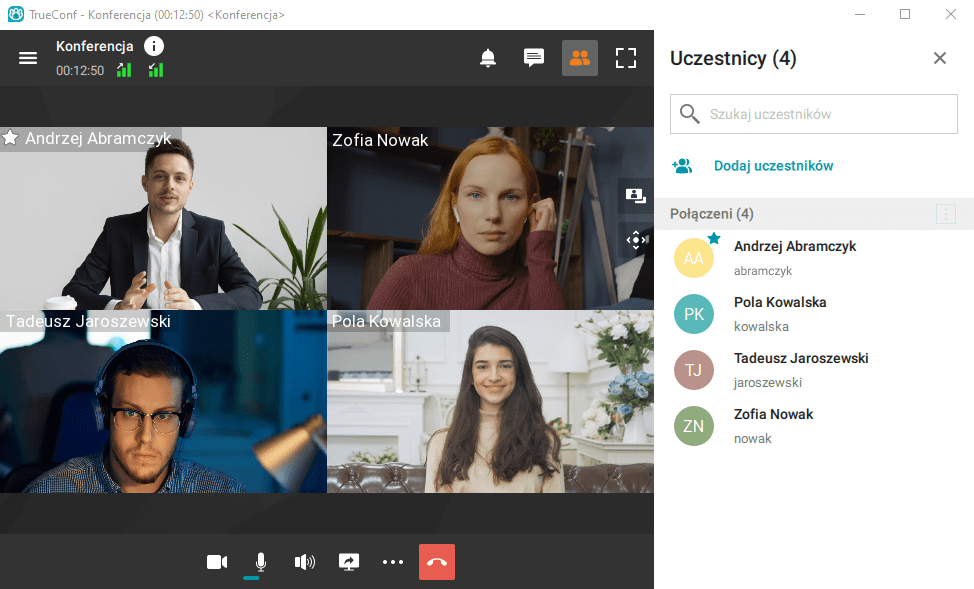 TrueConf - Konferencja (00:12:50) <Konferencja>
Konferencja
00:12:50
Andrzej Abramczyk
Zofia Nowak
Tadeusz Jaroszewski
Pola Kowalska
Uczestnicy (4)
Szukaj uczestników
Dodaj uczestników
Połączeni (4)
AA
Andrzej Abramczyk
abramczyk
PK
Pola Kowalska
kowalska
TJ
Tadeusz Jaroszewski
jaroszewski
ZN
Zofia Nowak
nowak